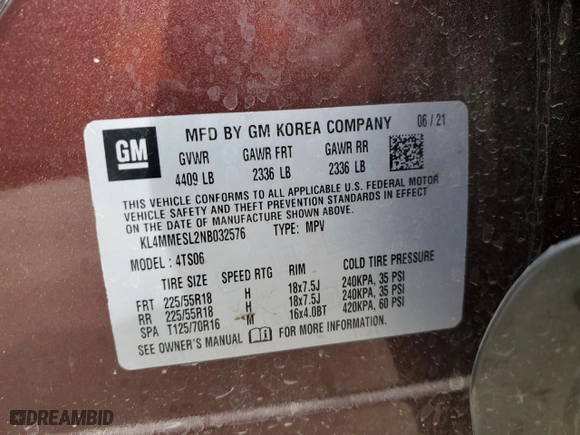 GM
MFD BY GM KOREA COMPANY 06 / 21
GVWR GAWR FRT GAWR RR
4409 LB 2336 LB 2336 LB
THIS VEHICLE CONFORMS TO ALL APPLICABLE U.S. FEDERAL MOTOR
VEHICLE SAFETY AND THEFT PREVENTION STANDARDS IN EFFECT
ON THE DATE OF MANUFACTURE SHOWN ABOVE.
KL4MMESL2NB032576 TYPE: MPV
MODEL : 4TS06
TIRE SIZE SPEED RTG RIM COLD TIRE PRESSURE
FRT 225/55R18 H 18x7.5J 240KPA, 35 PSI
RR 225/55R18 H 18x7.5J 240KPA, 35 PSI
SPA T125/70R16 M 16x4.0BT 420KPA, 60 PSI
SEE OWNER'S MANUAL FOR MORE INFORMATION
DREAMBID